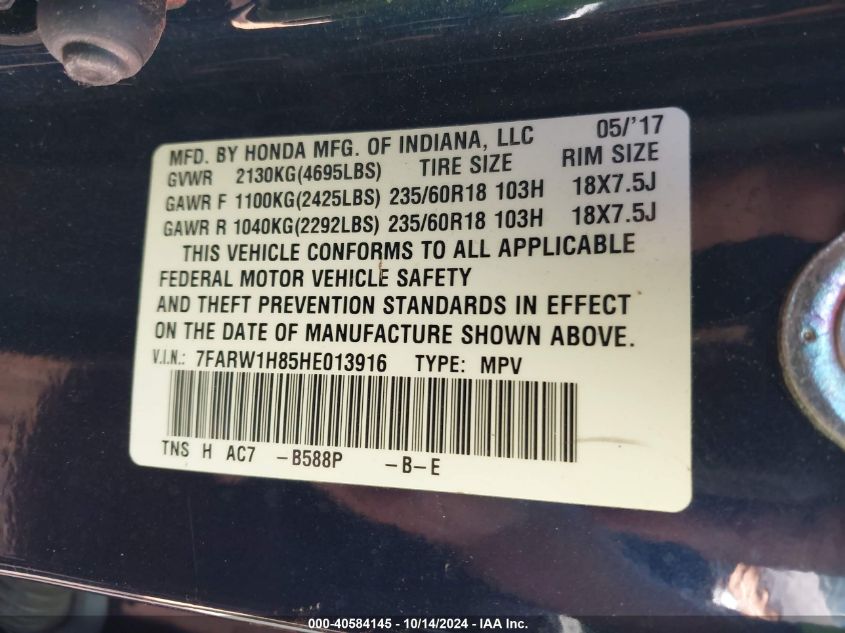 MFD. BY HONDA MFG. OF INDIANA, LLC 05/'17
GVWR 2130KG(4695LBS) TIRE SIZE RIM SIZE
GAWR F 1100KG(2425LBS) 235/60R18 103H 18X7.5J
GAWR R 1040KG(2292LBS) 235/60R18 103H 18X7.5J
THIS VEHICLE CONFORMS TO ALL APPLICABLE
FEDERAL MOTOR VEHICLE SAFETY
AND THEFT PREVENTION STANDARDS IN EFFECT
ON THE DATE OF MANUFACTURE SHOWN ABOVE.
V.I.N.: 7FARW1H85HE013916 TYPE: MPV
TNS H AC7 -B588P -B-E
000-40584145 - 10/14/2024 - IAA Inc.